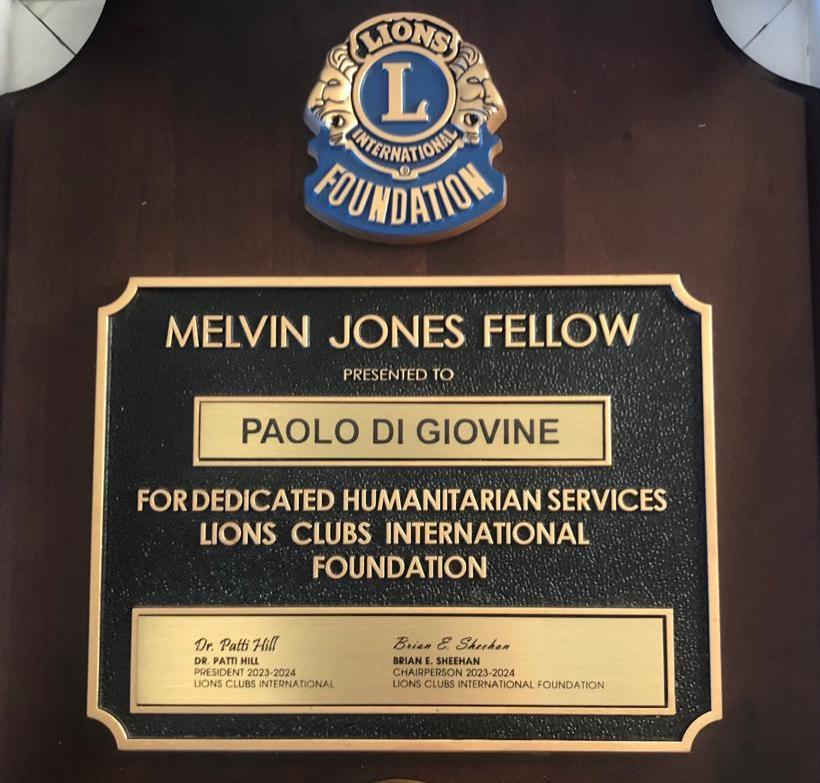 LIONS
L
INTERNATIONAL
®
FOUNDATION
MELVIN JONES FELLOW
PRESENTED TO
PAOLO DI GIOVINE
FOR DEDICATED HUMANITARIAN SERVICES
LIONS CLUBS INTERNATIONAL
FOUNDATION
Dr. Patti Hill
DR. PATTI HILL
PRESIDENT 2023-2024
LIONS CLUBS INTERNATIONAL
Brian E. Sheehan
BRIAN E. SHEEHAN
CHAIRPERSON 2023-2024
LIONS CLUBS INTERNATIONAL FOUNDATION